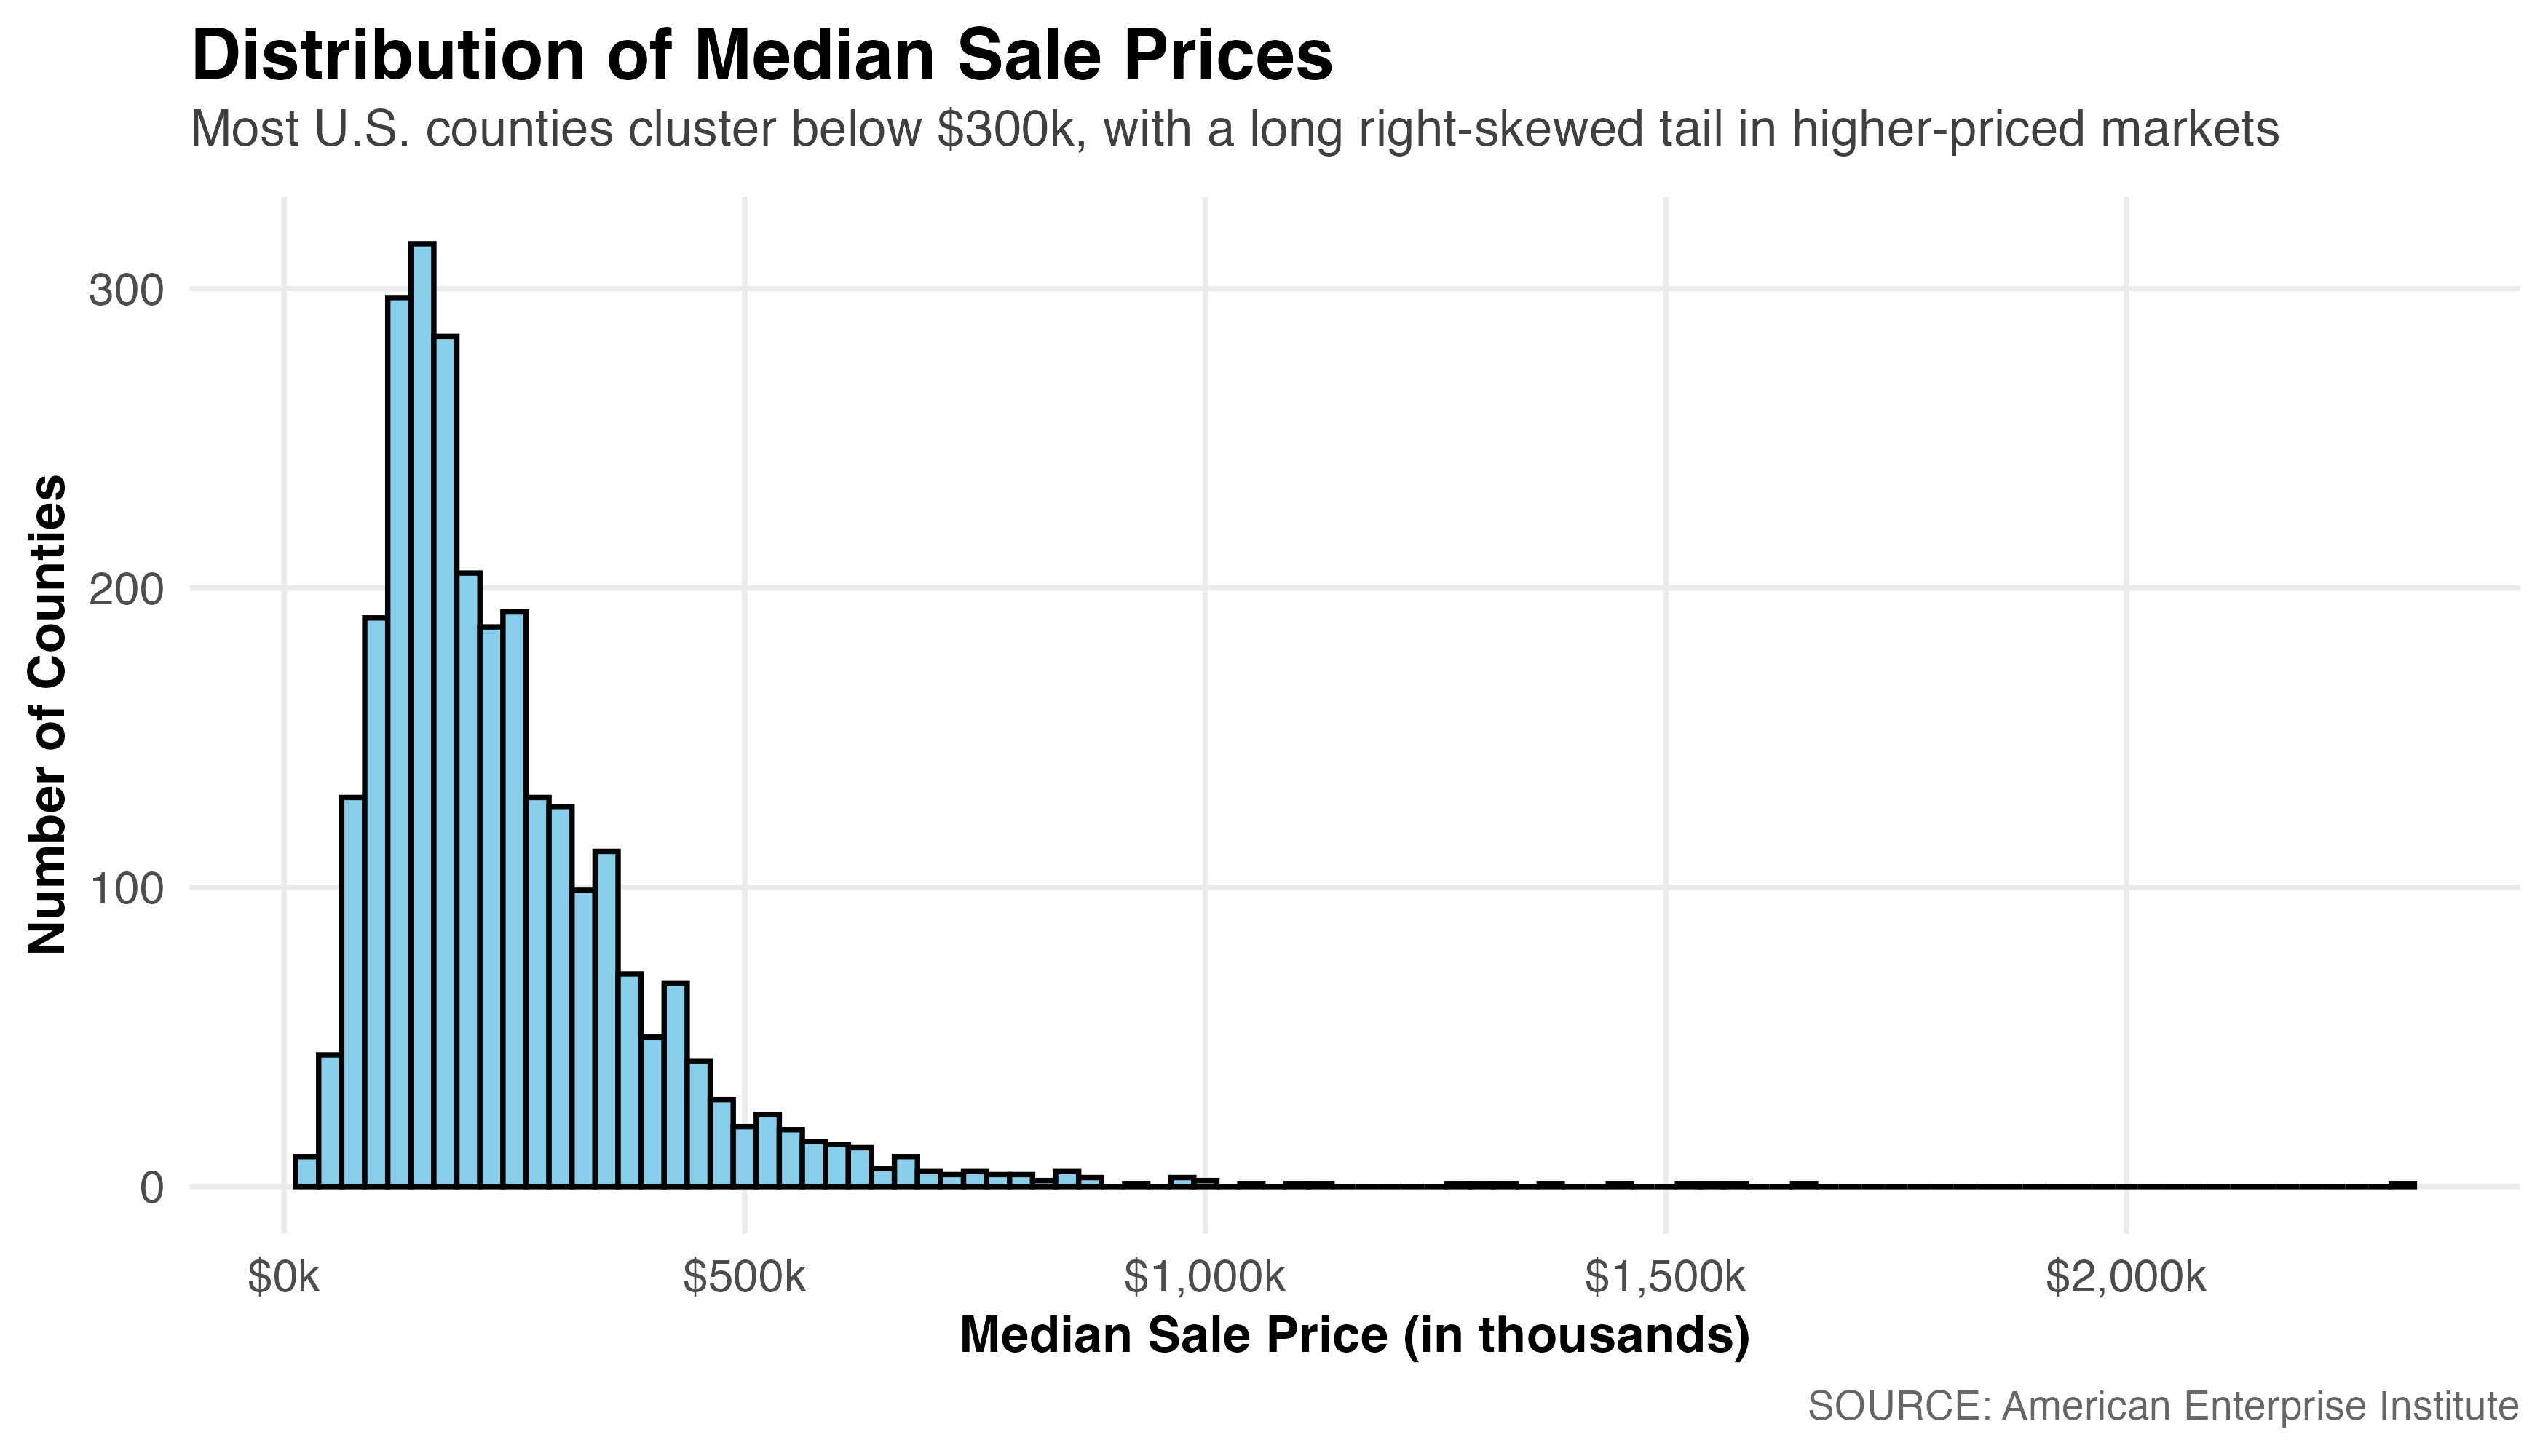 Distribution of Median Sale Prices
Most U.S. counties cluster below $300k, with a long right-skewed tail in higher-priced markets
Number of Counties
300
200
100
0
$0k $500k $1,000k $1,500k $2,000k
Median Sale Price (in thousands)
SOURCE: American Enterprise Institute